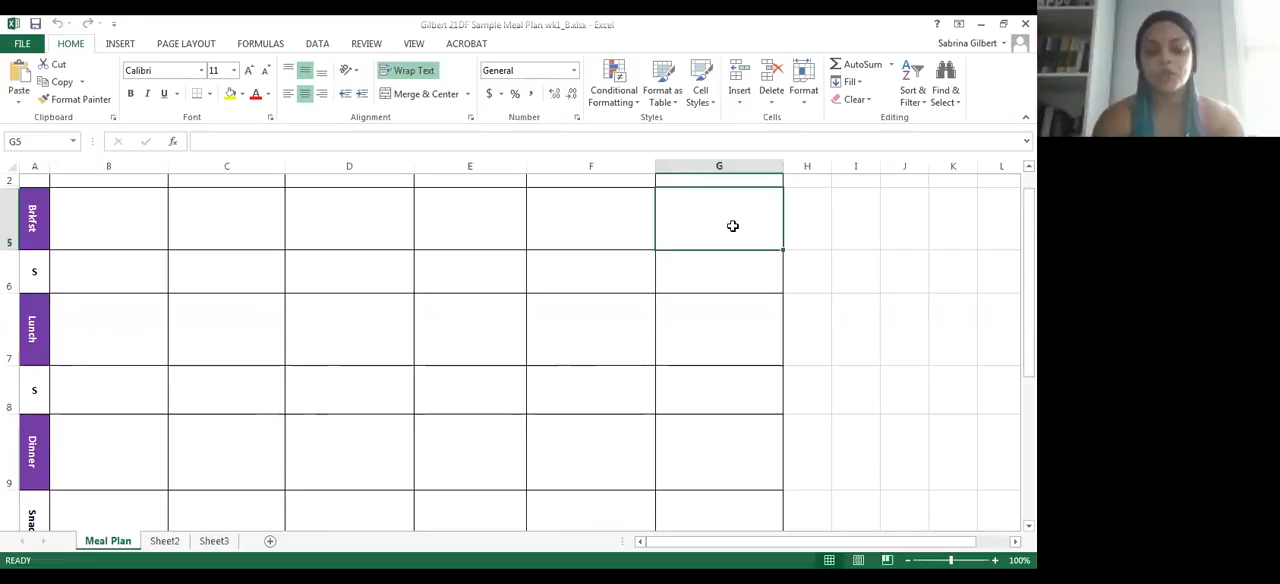 Gilbert 21DF Sample Meal Plan wk1_B.xlsx - Excel
FILE HOME INSERT PAGE LAYOUT FORMULAS DATA REVIEW VIEW ACROBAT Sabrina Gilbert
Paste
Cut
Copy
Format Painter
Clipboard
Calibri 11
B I U
Font
Wrap Text
Merge & Center
Alignment
General
$ % ,
Number
Conditional Formatting
Format as Table
Cell Styles
Styles
Insert Delete Format
Cells
AutoSum
Fill
Clear
Sort & Filter
Find & Select
Editing
G5 fx
A B C D E F G H I J K L
2
5 Brkfst
6 S
7 Lunch
8 S
9 Dinner
Snac
Meal Plan Sheet2 Sheet3
READY 100%